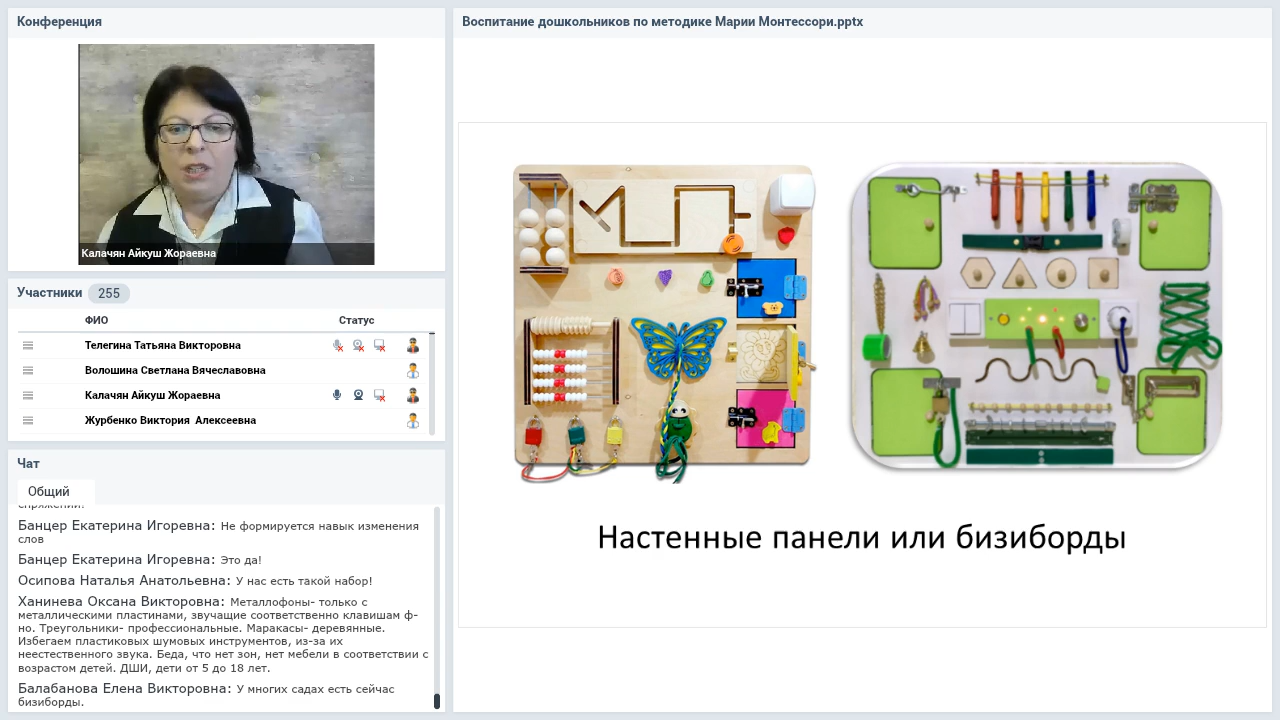 Конференция
Калачян Айкуш Жораевна
Участники 255
ФИО Статус
Телегина Татьяна Викторовна
Волошина Светлана Вячеславовна
Калачян Айкуш Жораевна
Журбенко Виктория Алексеевна
Чат
Общий
спряжений!
Банцер Екатерина Игоревна: Не формируется навык изменения
слов
Банцер Екатерина Игоревна: Это да!
Осипова Наталья Анатольевна: У нас есть такой набор!
Ханинева Оксана Викторовна: Металлофоны- только с
металлическими пластинами, звучащие соответственно клавишам ф-
но. Треугольники- профессиональные. Маракасы- деревянные.
Избегаем пластиковых шумовых инструментов, из-за их
неестественного звука. Беда, что нет зон, нет мебели в соответствии с
возрастом детей. ДШИ, дети от 5 до 18 лет.
Балабанова Елена Викторовна: У многих садах есть сейчас
бизиборды.
Воспитание дошкольников по методике Марии Монтессори.pptx
Настенные панели или бизиборды